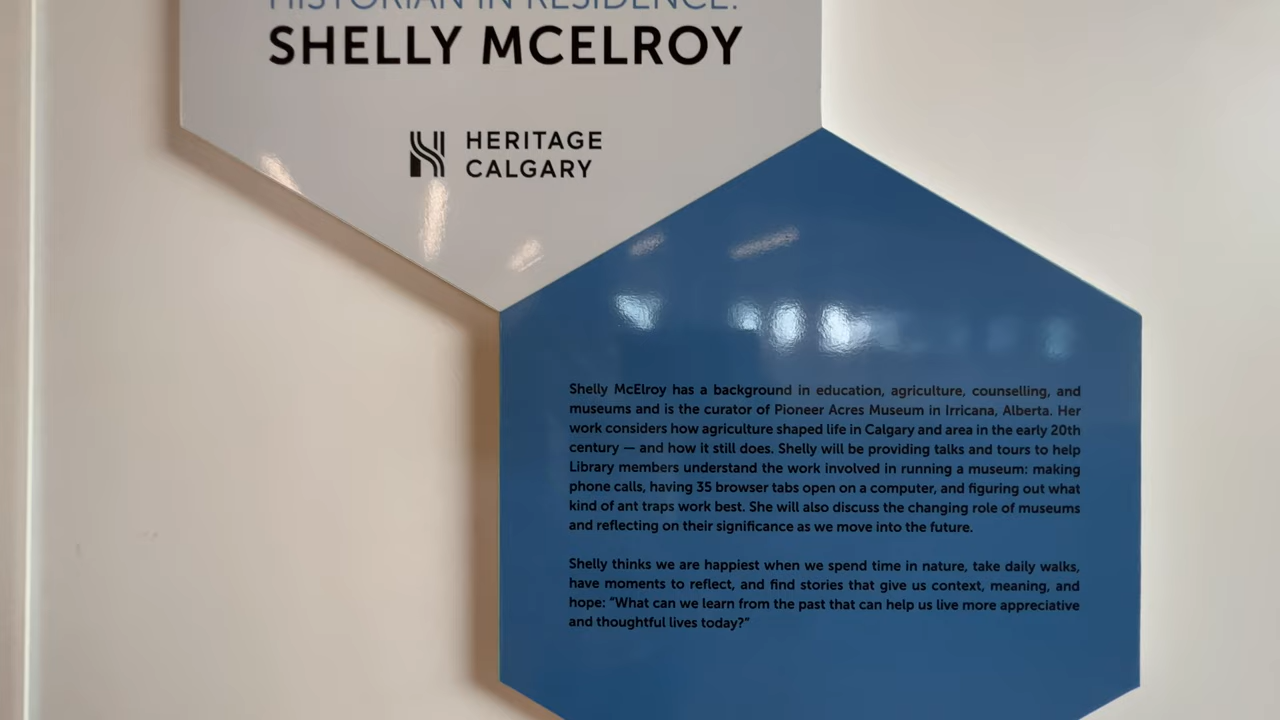 HISTORIAN IN RESIDENCE:
SHELLY MCELROY
HERITAGE
CALGARY
Shelly McElroy has a background in education, agriculture, counselling, and
museums and is the curator of Pioneer Acres Museum in Irricana, Alberta. Her
work considers how agriculture shaped life in Calgary and area in the early 20th
century — and how it still does. Shelly will be providing talks and tours to help
Library members understand the work involved in running a museum: making
phone calls, having 35 browser tabs open on a computer, and figuring out what
kind of ant traps work best. She will also discuss the changing role of museums
and reflecting on their significance as we move into the future.
Shelly thinks we are happiest when we spend time in nature, take daily walks,
have moments to reflect, and find stories that give us context, meaning, and
hope: “What can we learn from the past that can help us live more appreciative
and thoughtful lives today?”